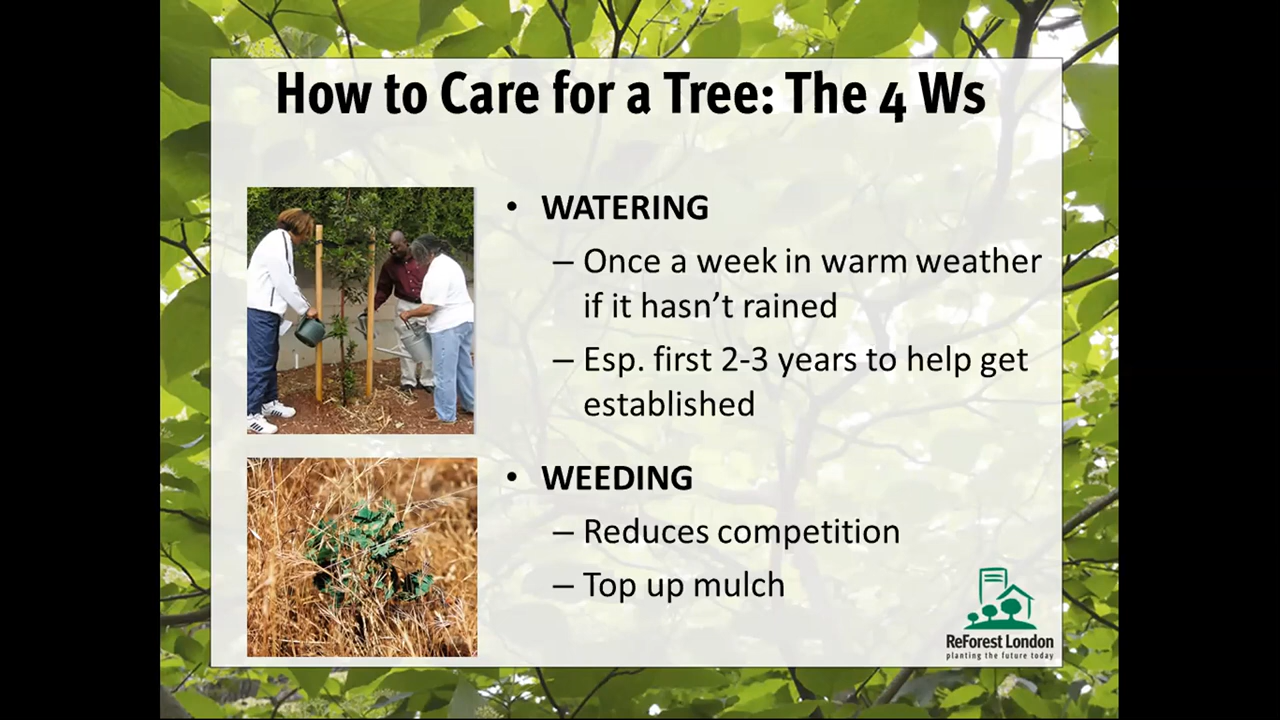 How to Care for a Tree: The 4 Ws
• WATERING
– Once a week in warm weather
if it hasn’t rained
– Esp. first 2-3 years to help get
established
• WEEDING
– Reduces competition
– Top up mulch
ReForest London
planting the future today